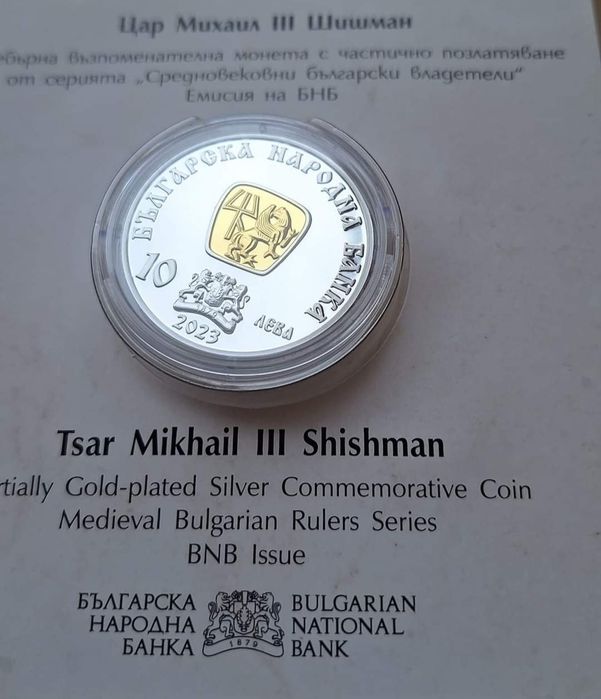 Цар Михаил III Шишман
възпоменателна монета с частично позлатяване
от серията „Средновековни български владетели“
Емисия на БНБ
БЪЛГАРСКА НАРОДНА БАНКА
10
ЛЕВА
2023
Tsar Mikhail III Shishman
Gold-plated Silver Commemorative Coin
Medieval Bulgarian Rulers Series
BNB Issue
БЪЛГАРСКА
НАРОДНА
БАНКА
1879
BULGARIAN
NATIONAL
BANK